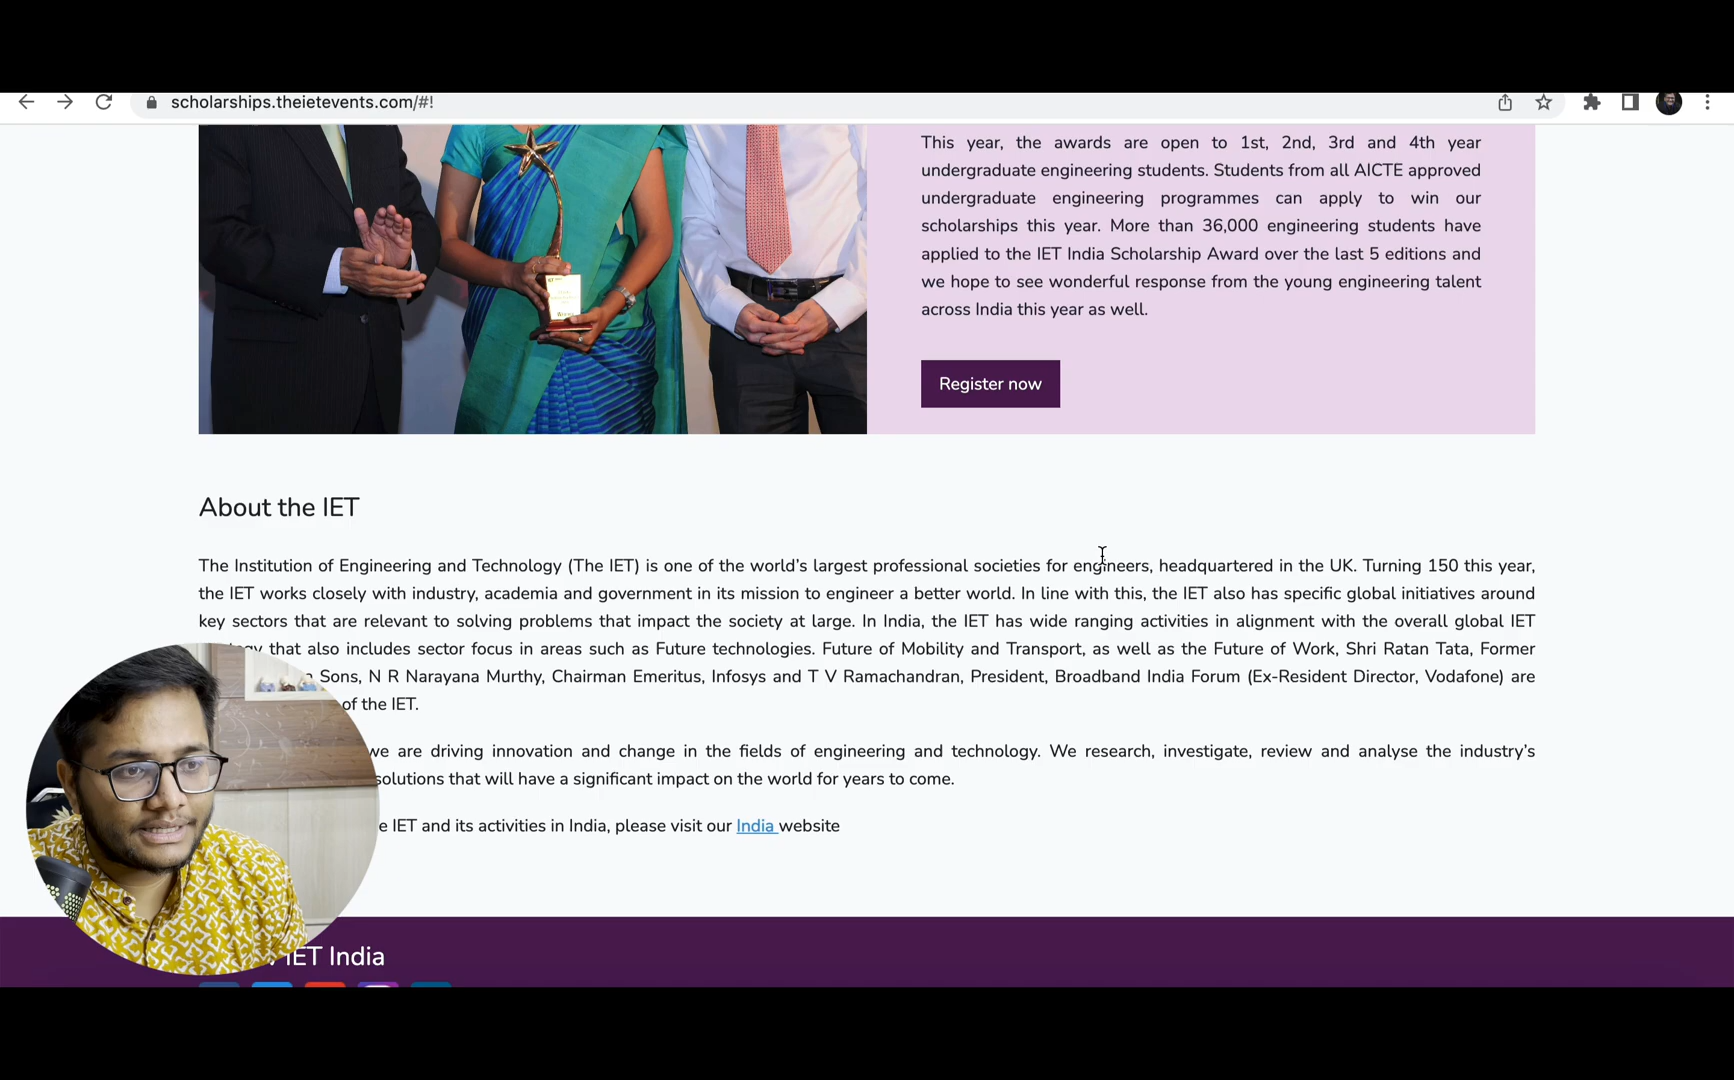 scholarships.theietevents.com/#!
This year, the awards are open to 1st, 2nd, 3rd and 4th year
undergraduate engineering students. Students from all AICTE approved
undergraduate engineering programmes can apply to win our
scholarships this year. More than 36,000 engineering students have
applied to the IET India Scholarship Award over the last 5 editions and
we hope to see wonderful response from the young engineering talent
across India this year as well.
Register now
About the IET
The Institution of Engineering and Technology (The IET) is one of the world’s largest professional societies for engineers, headquartered in the UK. Turning 150 this year,
the IET works closely with industry, academia and government in its mission to engineer a better world. In line with this, the IET also has specific global initiatives around
key sectors that are relevant to solving problems that impact the society at large. In India, the IET has wide ranging activities in alignment with the overall global IET
that also includes sector focus in areas such as Future technologies. Future of Mobility and Transport, as well as the Future of Work, Shri Ratan Tata, Former
Sons, N R Narayana Murthy, Chairman Emeritus, Infosys and T V Ramachandran, President, Broadband India Forum (Ex-Resident Director, Vodafone) are
of the IET.
we are driving innovation and change in the fields of engineering and technology. We research, investigate, review and analyse the industry’s
solutions that will have a significant impact on the world for years to come.
IET and its activities in India, please visit our India website
IET India